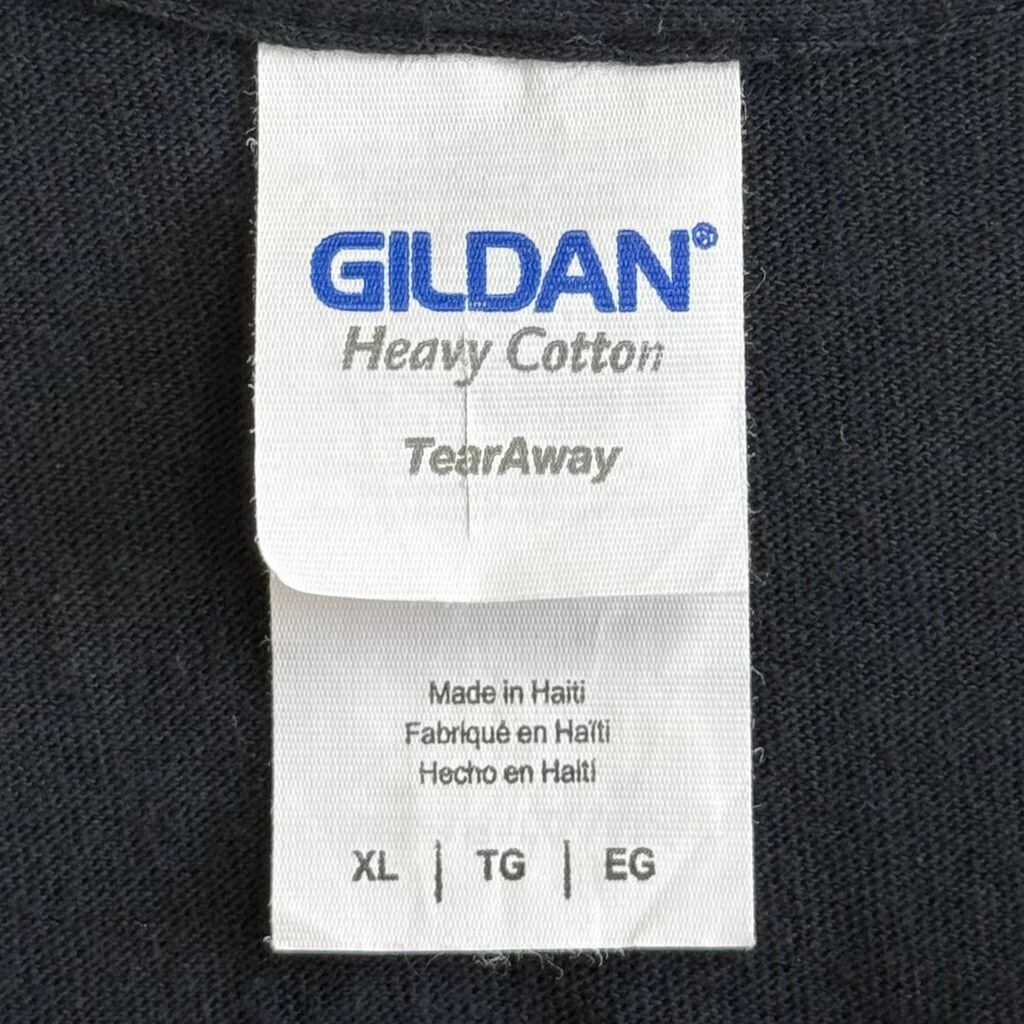 GILDAN®
Heavy Cotton
TearAway
Made in Haiti
Fabriqué en Haïti
Hecho en Haití
XL | TG | EG